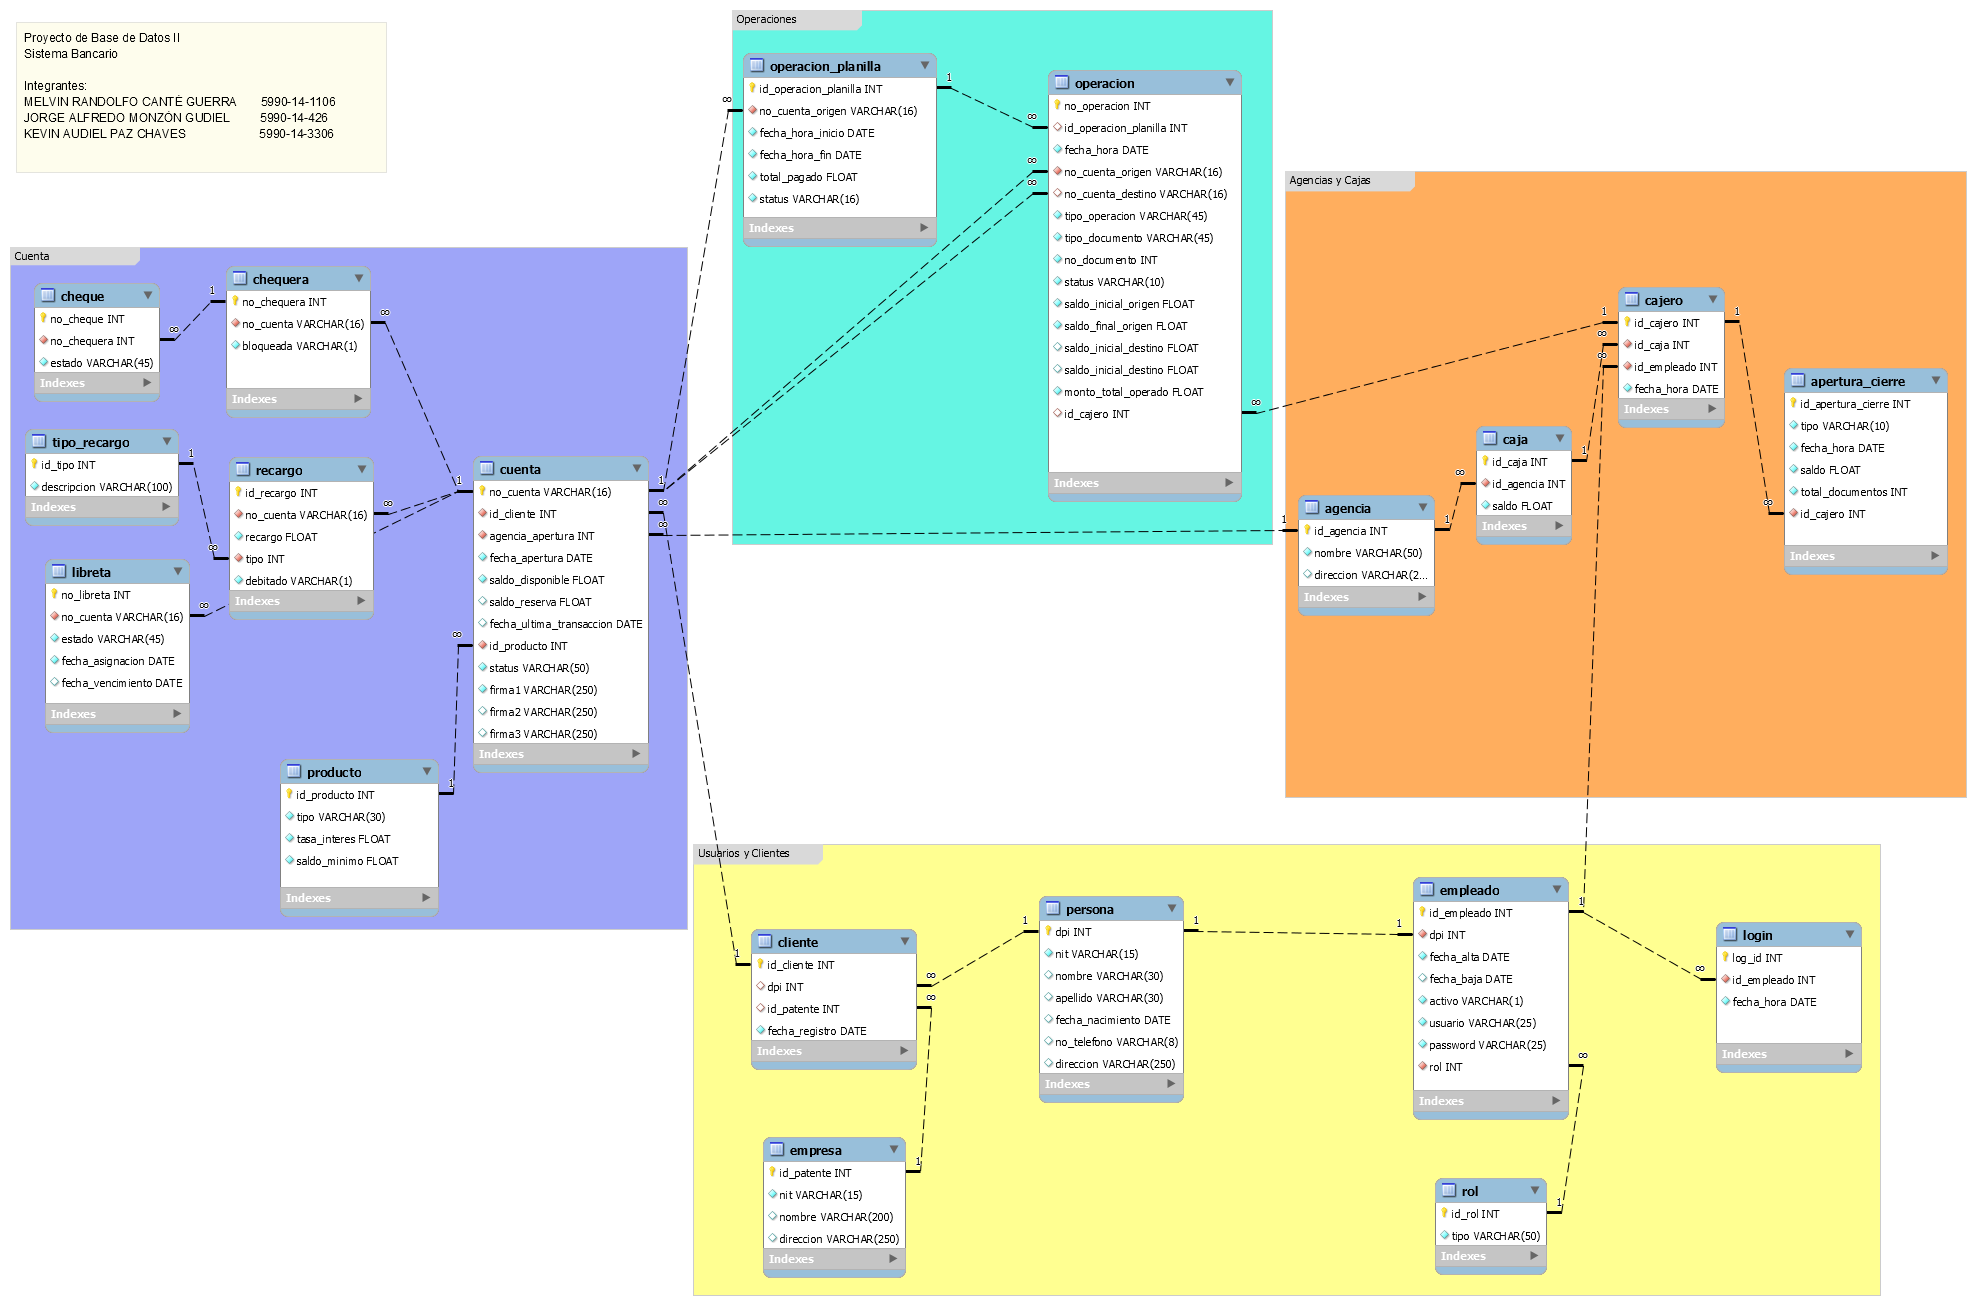 Proyecto de Base de Datos II
Sistema Bancario
Integrantes:
MELVIN RANDOLFO CANTÉ GUERRA 5990-14-1106
JORGE ALFREDO MONZÓN GUDIEL 5990-14-426
KEVIN AUDIEL PAZ CHAVES 5990-14-3306
Operaciones
operacion_planilla
id_operacion_planilla INT
no_cuenta_origen VARCHAR(16)
fecha_hora_inicio DATE
fecha_hora_fin DATE
total_pagado FLOAT
status VARCHAR(16)
Indexes
operacion
no_operacion INT
id_operacion_planilla INT
fecha_hora DATE
no_cuenta_origen VARCHAR(16)
no_cuenta_destino VARCHAR(16)
tipo_operacion VARCHAR(45)
tipo_documento VARCHAR(45)
no_documento INT
status VARCHAR(10)
saldo_inicial_origen FLOAT
saldo_final_origen FLOAT
saldo_inicial_destino FLOAT
saldo_inicial_destino FLOAT
monto_total_operado FLOAT
id_cajero INT
Indexes
Agencias y Cajas
cajero
id_cajero INT
id_caja INT
id_empleado INT
fecha_hora DATE
Indexes
apertura_cierre
id_apertura_cierre INT
tipo VARCHAR(10)
fecha_hora DATE
saldo FLOAT
total_documentos INT
id_cajero INT
Indexes
caja
id_caja INT
id_agencia INT
saldo FLOAT
Indexes
agencia
id_agencia INT
nombre VARCHAR(50)
direccion VARCHAR(2...
Indexes
Cuenta
cheque
no_cheque INT
no_chequera INT
estado VARCHAR(45)
Indexes
chequera
no_chequera INT
no_cuenta VARCHAR(16)
bloqueada VARCHAR(1)
Indexes
tipo_recargo
id_tipo INT
descripcion VARCHAR(100)
Indexes
recargo
id_recargo INT
no_cuenta VARCHAR(16)
recargo FLOAT
tipo INT
debitado VARCHAR(1)
Indexes
libreta
no_libreta INT
no_cuenta VARCHAR(16)
estado VARCHAR(45)
fecha_asignacion DATE
fecha_vencimiento DATE
Indexes
cuenta
no_cuenta VARCHAR(16)
id_cliente INT
agencia_apertura INT
fecha_apertura DATE
saldo_disponible FLOAT
saldo_reserva FLOAT
fecha_ultima_transaccion DATE
id_producto INT
status VARCHAR(50)
firma1 VARCHAR(250)
firma2 VARCHAR(250)
firma3 VARCHAR(250)
Indexes
producto
id_producto INT
tipo VARCHAR(30)
tasa_interes FLOAT
saldo_minimo FLOAT
Indexes
Usuarios y Clientes
cliente
id_cliente INT
dpi INT
id_patente INT
fecha_registro DATE
Indexes
persona
dpi INT
nit VARCHAR(15)
nombre VARCHAR(30)
apellido VARCHAR(30)
fecha_nacimiento DATE
no_telefono VARCHAR(8)
direccion VARCHAR(250)
Indexes
empleado
id_empleado INT
dpi INT
fecha_alta DATE
fecha_baja DATE
activo VARCHAR(1)
usuario VARCHAR(25)
password VARCHAR(25)
rol INT
Indexes
login
log_id INT
id_empleado INT
fecha_hora DATE
Indexes
empresa
id_patente INT
nit VARCHAR(15)
nombre VARCHAR(200)
direccion VARCHAR(250)
Indexes
rol
id_rol INT
tipo VARCHAR(50)
Indexes